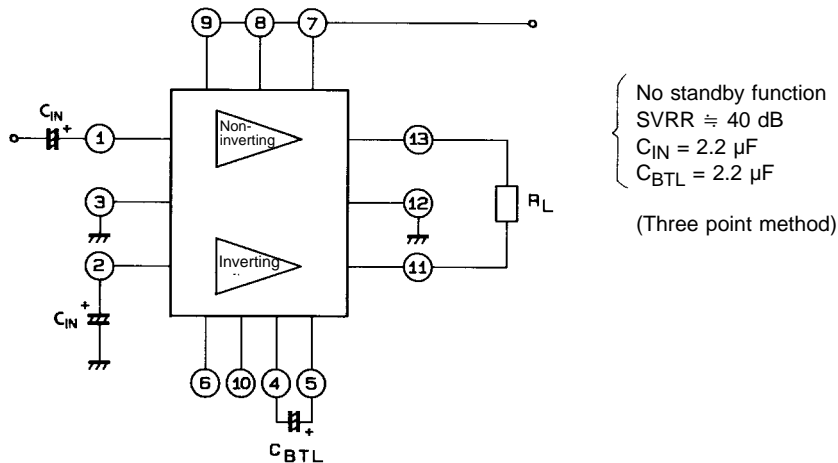 9 8 7
C_IN +
1
Non-
inverting
13
3
12
R_L
2
Inverting
11
C_IN +
6 10 4 5
+
C_BTL
No standby function
SVRR ≒ 40 dB
C_IN = 2.2 µF
C_BTL = 2.2 µF
(Three point method)